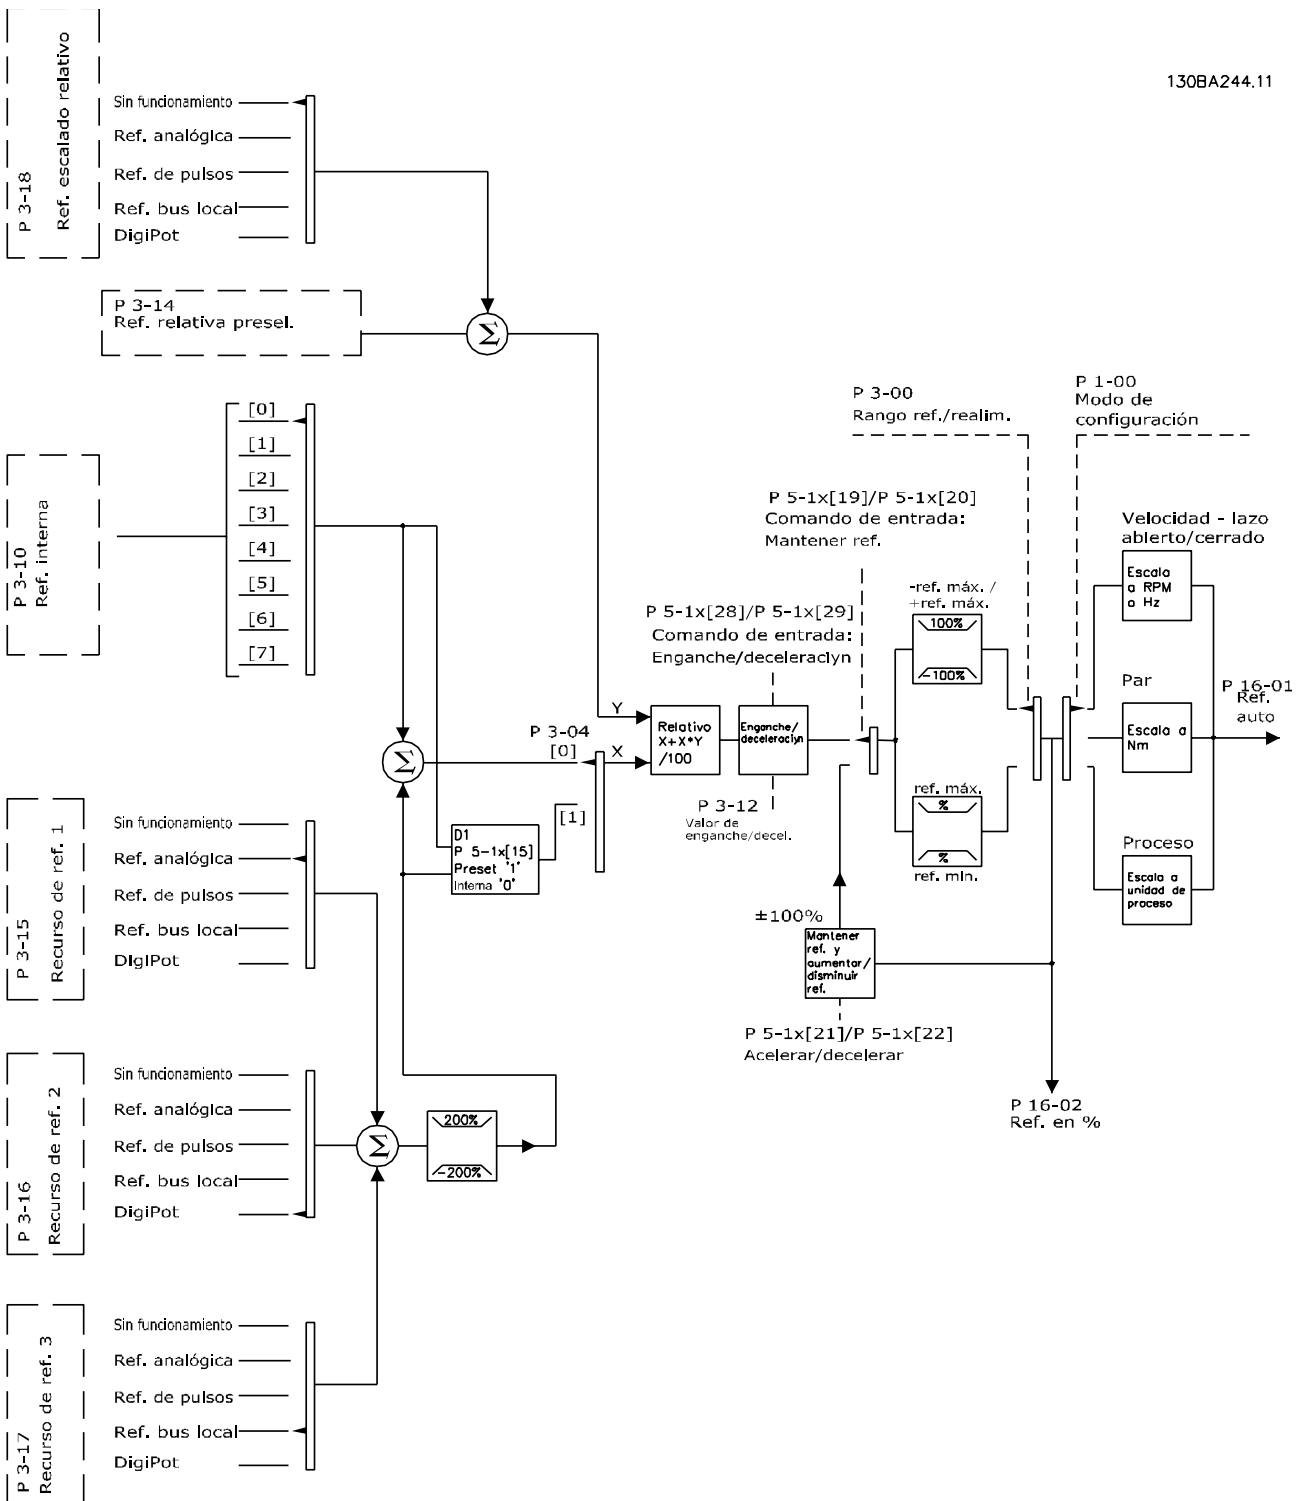 130BA244.11
P 3-18
Ref. escalado relativo
Sin funcionamiento
Ref. analógica
Ref. de pulsos
Ref. bus local
DigiPot
P 3-14
Ref. relativa presel.
Σ
P 3-10
Ref. interna
[0]
[1]
[2]
[3]
[4]
[5]
[6]
[7]
Σ
P 3-04
[0]
[1]
Y
X
D1
P 5-1x[15]
Preset '1'
Interna '0'
Relativo
X+X*Y
/100
P 5-1x[28]/P 5-1x[29]
Comando de entrada:
Enganche/deceleraciyn
Enganche/
deceleraciyn
P 3-12
Valor de
enganche/decel.
P 5-1x[19]/P 5-1x[20]
Comando de entrada:
Mantener ref.
P 3-00
Rango ref./realim.
P 1-00
Modo de
configuración
-ref. máx. /
+ref. máx.
100%
-100%
ref. máx.
%
%
ref. mín.
Velocidad - lazo
abierto/cerrado
Escala
a RPM
o Hz
Par
Escala a
Nm
Proceso
Escala a
unidad de
proceso
P 16-01
Ref.
auto
±100%
Mantener
ref. y
aumentar/
disminuir
ref.
P 5-1x[21]/P 5-1x[22]
Acelerar/decelerar
P 16-02
Ref. en %
P 3-15
Recurso de ref. 1
Sin funcionamiento
Ref. analógica
Ref. de pulsos
Ref. bus local
DigiPot
P 3-16
Recurso de ref. 2
Sin funcionamiento
Ref. analógica
Ref. de pulsos
Ref. bus local
DigiPot
Σ
200%
-200%
P 3-17
Recurso de ref. 3
Sin funcionamiento
Ref. analógica
Ref. de pulsos
Ref. bus local
DigiPot